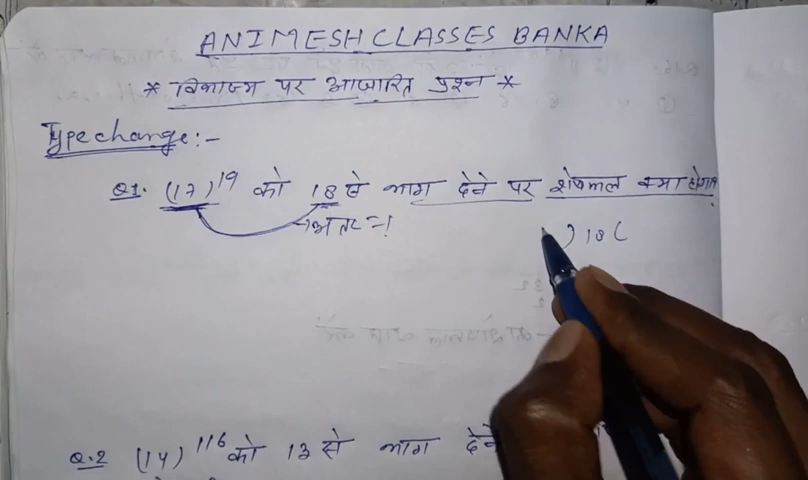 ANIMESH CLASSES BANKA
* विभाज्य पर आधारित प्रश्न *
Type change:-
Q1. (17)^19 को 18 से भाग देने पर शेषफल क्या होगा
→ अंतर = 1
) 18 (
Q.2 (14)^116 को 13 से भाग देने